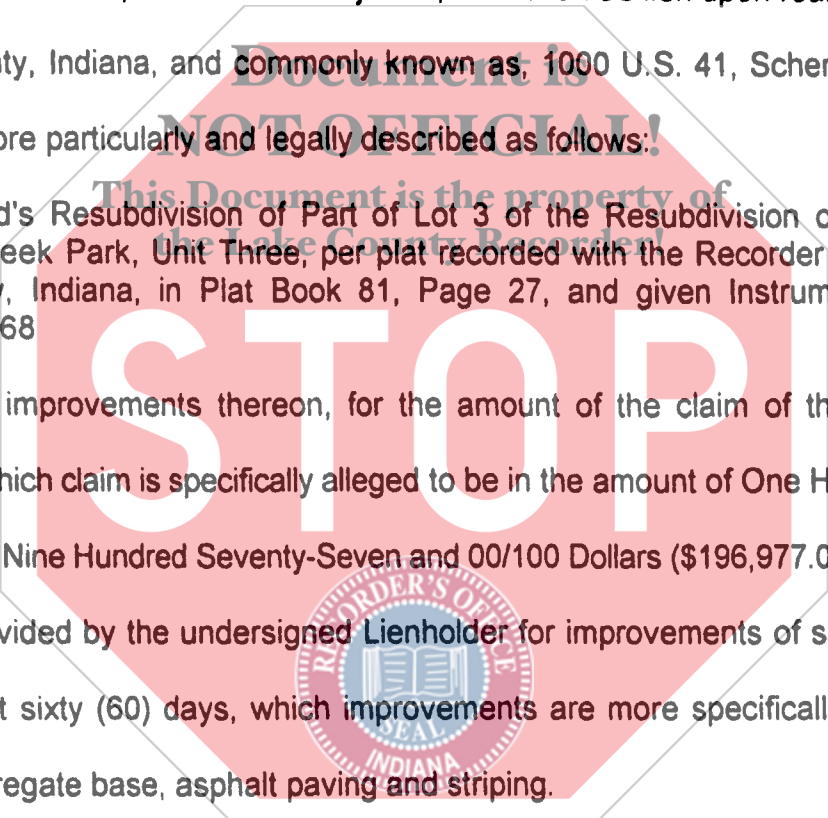 lien upon
nty, Indiana, and commonly known as, 1000 U.S. 41, Scher
Document is
ore particularly and legally described as follows:
NOT OFFICIAL!
This Document is the property of
d's Resubdivision of Part of Lot 3 of the Resubdivision o
the Lake County Recorder!
eek Park, Unit Three, per plat recorded with the Recorder
y, Indiana, in Plat Book 81, Page 27, and given Instrum
68
STOP
improvements thereon, for the amount of the claim of th
hich claim is specifically alleged to be in the amount of One H
Nine Hundred Seventy-Seven and 00/100 Dollars ($196,977.0
vided by the undersigned Lienholder for improvements of s
t sixty (60) days, which improvements are more specificall
regate base, asphalt paving and striping.
RECORDER'S OFFICE
SEAL
INDIANA